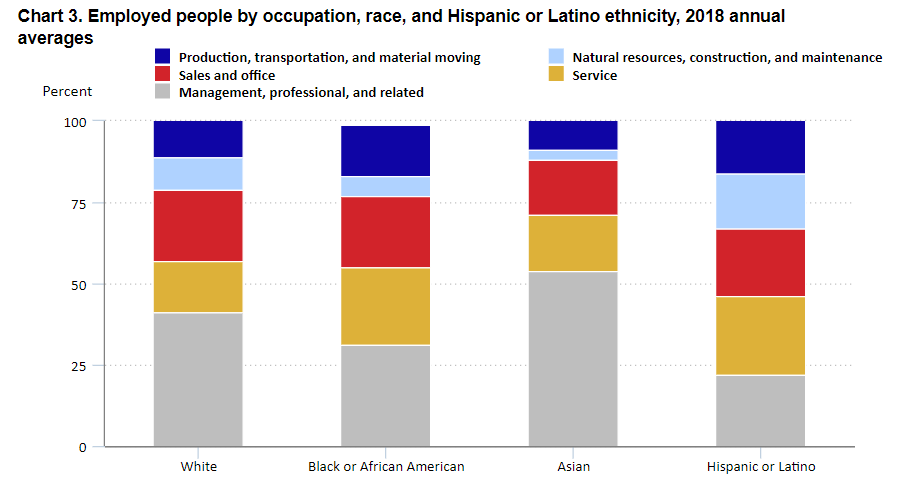 Chart 3. Employed people by occupation, race, and Hispanic or Latino ethnicity, 2018 annual
averages
Production, transportation, and material moving
Natural resources, construction, and maintenance
Sales and office
Service
Management, professional, and related
Percent
100
75
50
25
0
White
Black or African American
Asian
Hispanic or Latino